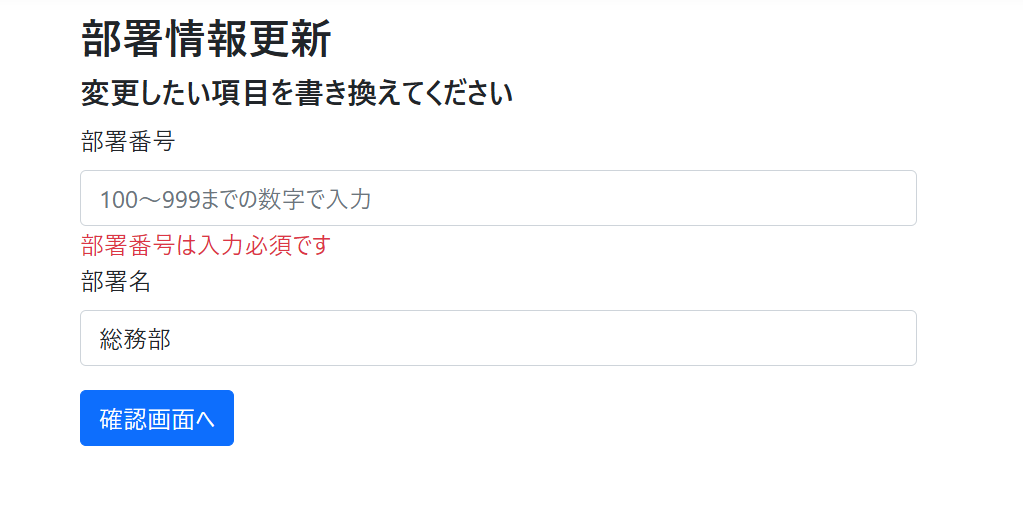 部署情報更新
変更したい項目を書き換えてください
部署番号
100～999までの数字で入力
部署番号は入力必須です
部署名
総務部
確認画面へ